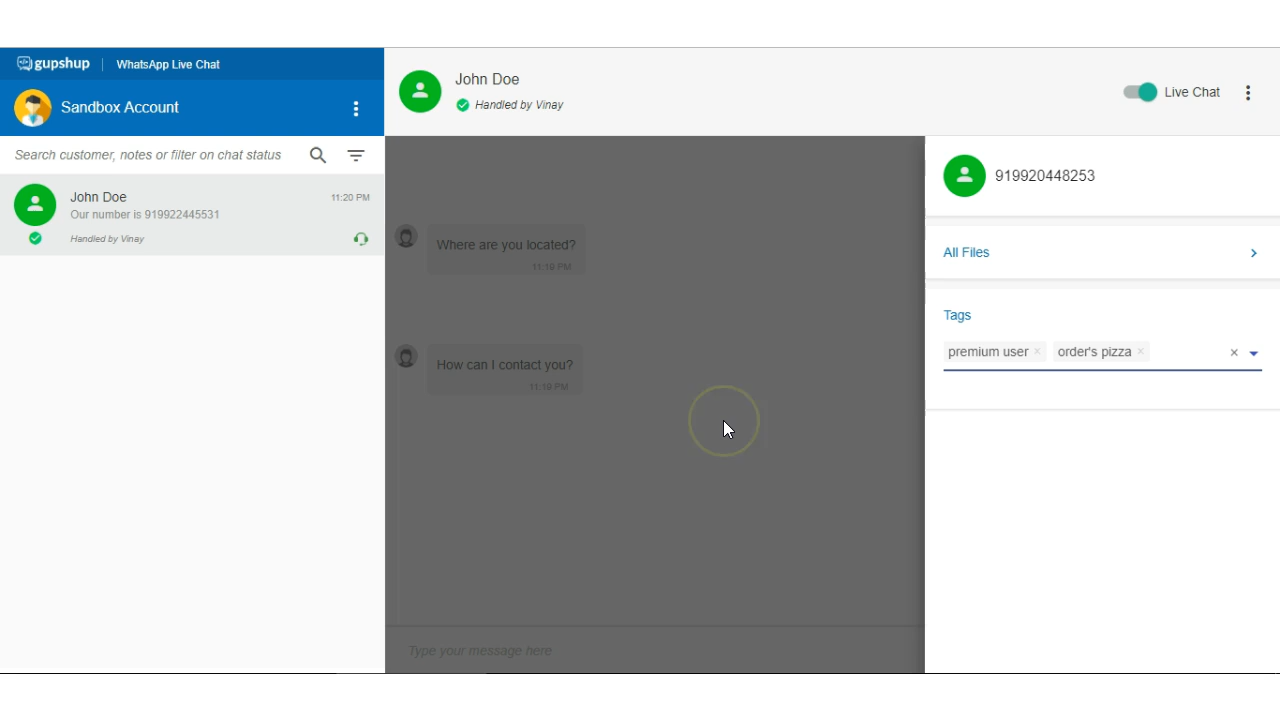 gupshup | WhatsApp Live Chat
Sandbox Account
Search customer, notes or filter on chat status
John Doe 11:20 PM
Our number is 919922445531
Handled by Vinay
John Doe
Handled by Vinay
Live Chat
Where are you located?
11:19 PM
How can I contact you?
11:19 PM
Type your message here
919920448253
All Files
Tags
premium user × order's pizza ×